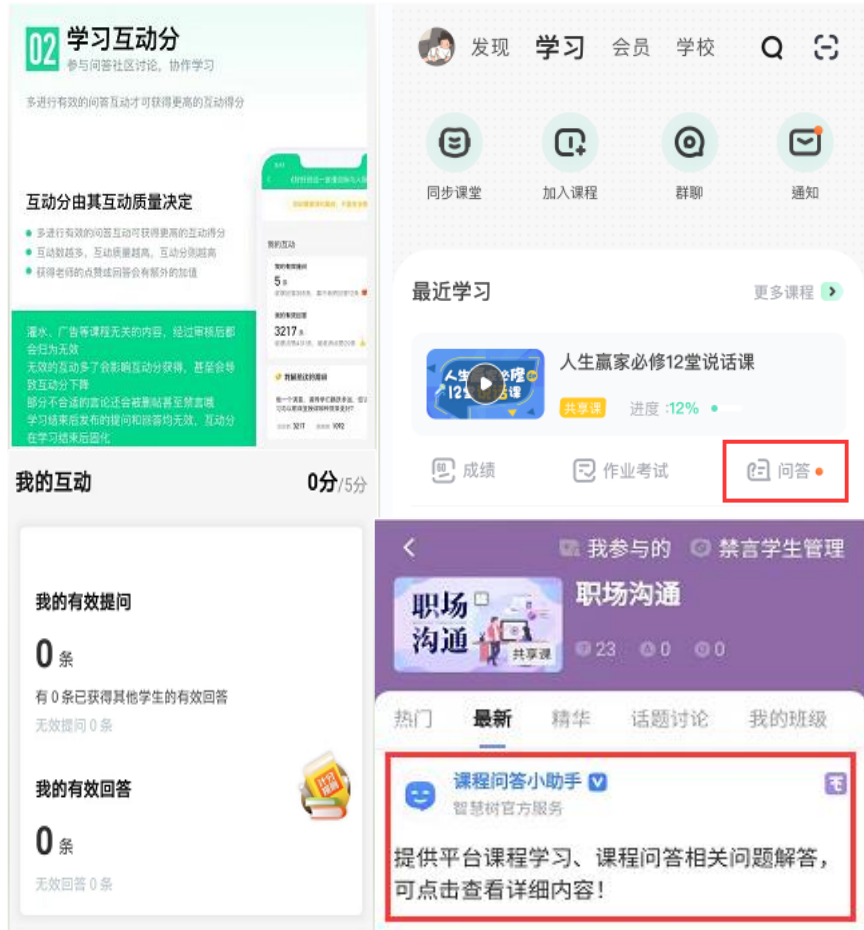 02 学习互动分
参与问答社区讨论，协作学习
多进行有效的问答互动才可获得更高的互动得分
互动分由其互动质量决定
多进行有效的问答互动可获得更高的互动得分
互动数越多，互动质量越高，互动分则越高
获得老师的点赞或回答会有额外的加值
我的互动
5
3217
灌水、广告等课程无关的内容，经过审核后都
会归为无效
无效的互动多了会影响互动分获得，甚至会导
致互动分下降
部分不合适的言论还会被删帖甚至禁言哦
学习结束后发布的提问和回答均无效，互动分
在学习结束后固化
发现 学习 会员 学校
同步课堂 加入课程 群聊 通知
最近学习 更多课程
人生赢家必修12堂说话课
共享课 进度 :12%
成绩 作业考试 问答
我的互动 0分/5分
我的有效提问
0 条
有 0 条已获得其他学生的有效回答
无效提问 0 条
我的有效回答
0 条
无效回答 0 条
计分规则
我参与的 禁言学生管理
职场
沟通
共享课
职场沟通
23 0 0
热门 最新 精华 话题讨论 我的班级
课程问答小助手
智慧树官方服务
提供平台课程学习、课程问答相关问题解答，
可点击查看详细内容！